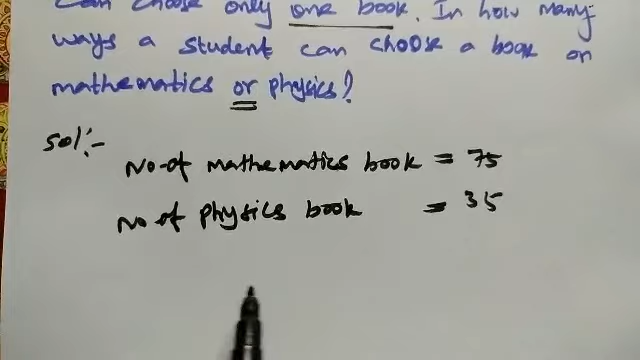 Can choose only one book. In how many
ways a student can choose a book on
mathematics or physics?
Sol:-
No-of mathematics book = 75
No of physics book = 35